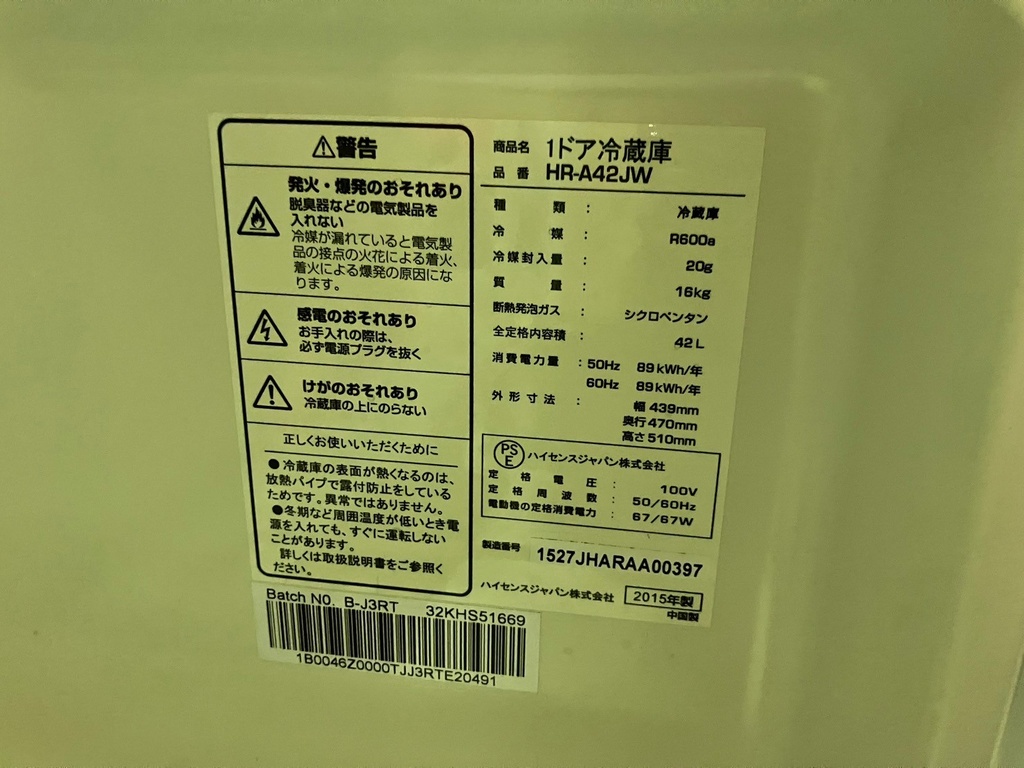 ⚠警告
発火・爆発のおそれあり
脱臭器などの電気製品を
入れない
冷媒が漏れていると電気製
品の接点の火花による着火、
着火による爆発の原因にな
ります。
感電のおそれあり
お手入れの際は、
必ず電源プラグを抜く
けがのおそれあり
冷蔵庫の上にのらない
正しくお使いいただくために
●冷蔵庫の表面が熱くなるのは、
放熱パイプで露付防止をしている
ためです。異常ではありません。
●冬期など周囲温度が低いとき電
源を入れても、すぐに運転しない
ことがあります。
詳しくは取扱説明書をご参照く
ださい。
商品名 1ドア冷蔵庫
品番 HR-A42JW
種類: 冷蔵庫
冷媒: R600a
冷媒封入量: 20g
質量: 16kg
断熱発泡ガス: シクロペンタン
全定格内容積: 42L
消費電力量: 50Hz 89kWh/年
60Hz 89kWh/年
外形寸法: 幅439mm
奥行470mm
高さ510mm
PSE ハイセンスジャパン株式会社
定格電圧: 100V
定格周波数: 50/60Hz
電動機の定格消費電力: 67/67W
製造番号 1527JHARAA00397
ハイセンスジャパン株式会社 2015年製
中国製
Batch NO. B-J3RT 32KHS51669
1B0046Z0000TJJ3RTE20491